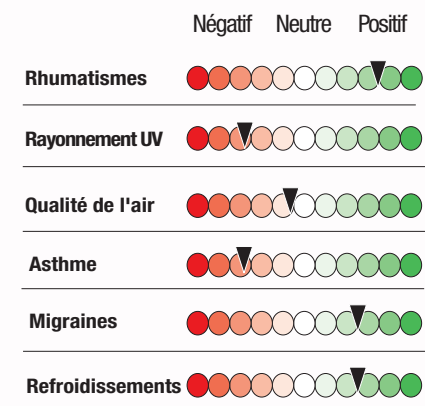 Négatif Neutre Positif
Rhumatismes
Rayonnement UV
Qualité de l'air
Asthme
Migraines
Refroidissements